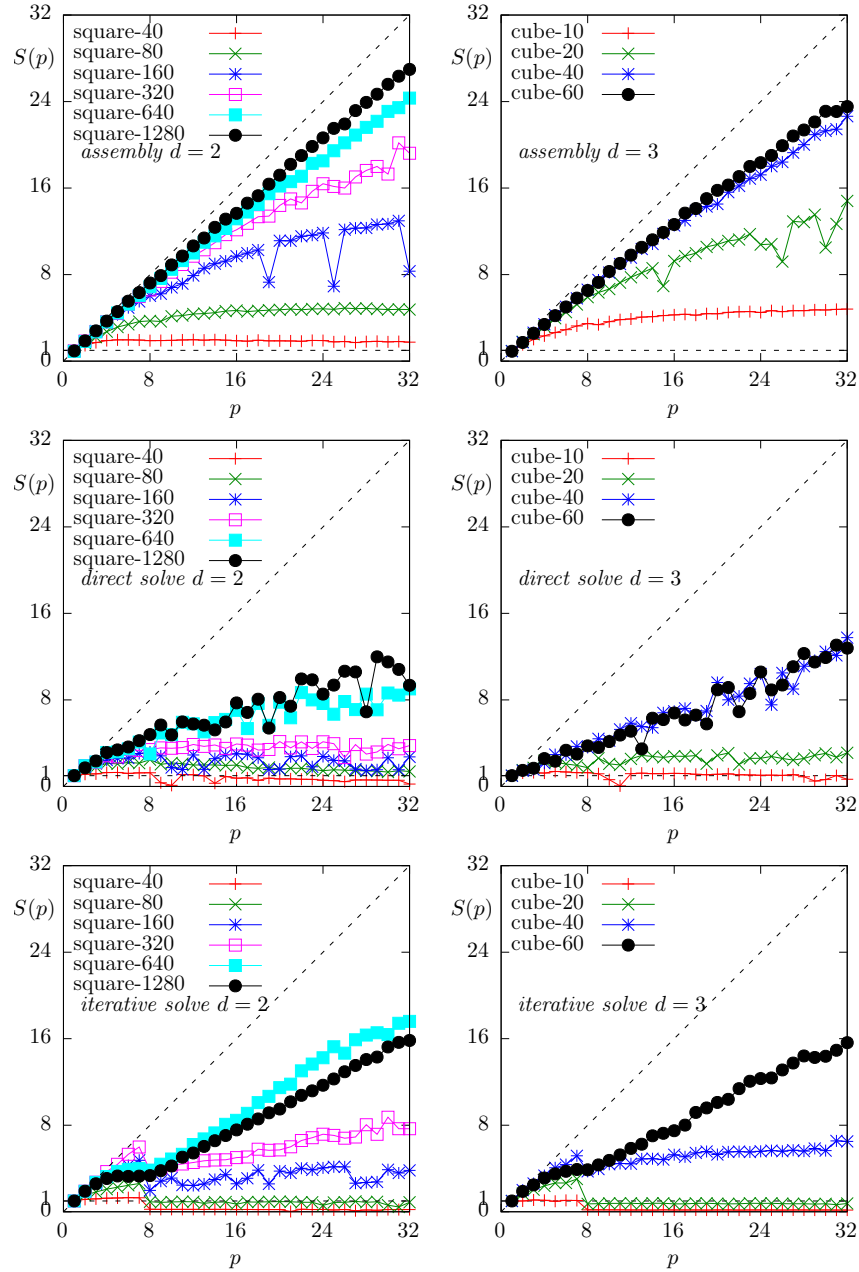 32
24
16
8
1
0
S(p)
square-40
square-80
square-160
square-320
square-640
square-1280
assembly d = 2
0 8 16 24 32
p
32
24
16
8
1
0
S(p)
cube-10
cube-20
cube-40
cube-60
assembly d = 3
0 8 16 24 32
p
32
24
16
8
1
0
S(p)
square-40
square-80
square-160
square-320
square-640
square-1280
direct solve d = 2
0 8 16 24 32
p
32
24
16
8
1
0
S(p)
cube-10
cube-20
cube-40
cube-60
direct solve d = 3
0 8 16 24 32
p
32
24
16
8
1
0
S(p)
square-40
square-80
square-160
square-320
square-640
square-1280
iterative solve d = 2
0 8 16 24 32
p
32
24
16
8
1
0
S(p)
cube-10
cube-20
cube-40
cube-60
iterative solve d = 3
0 8 16 24 32
p